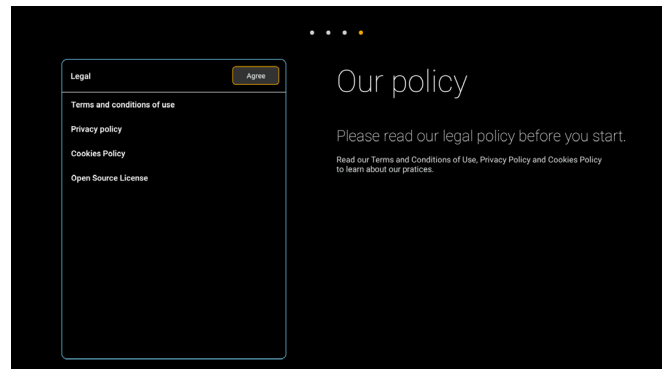 Legal
Agree
Terms and conditions of use
Privacy policy
Cookies Policy
Open Source License
Our policy
Please read our legal policy before you start.
Read our Terms and Conditions of Use, Privacy Policy and Cookies Policy
to learn about our pratices.